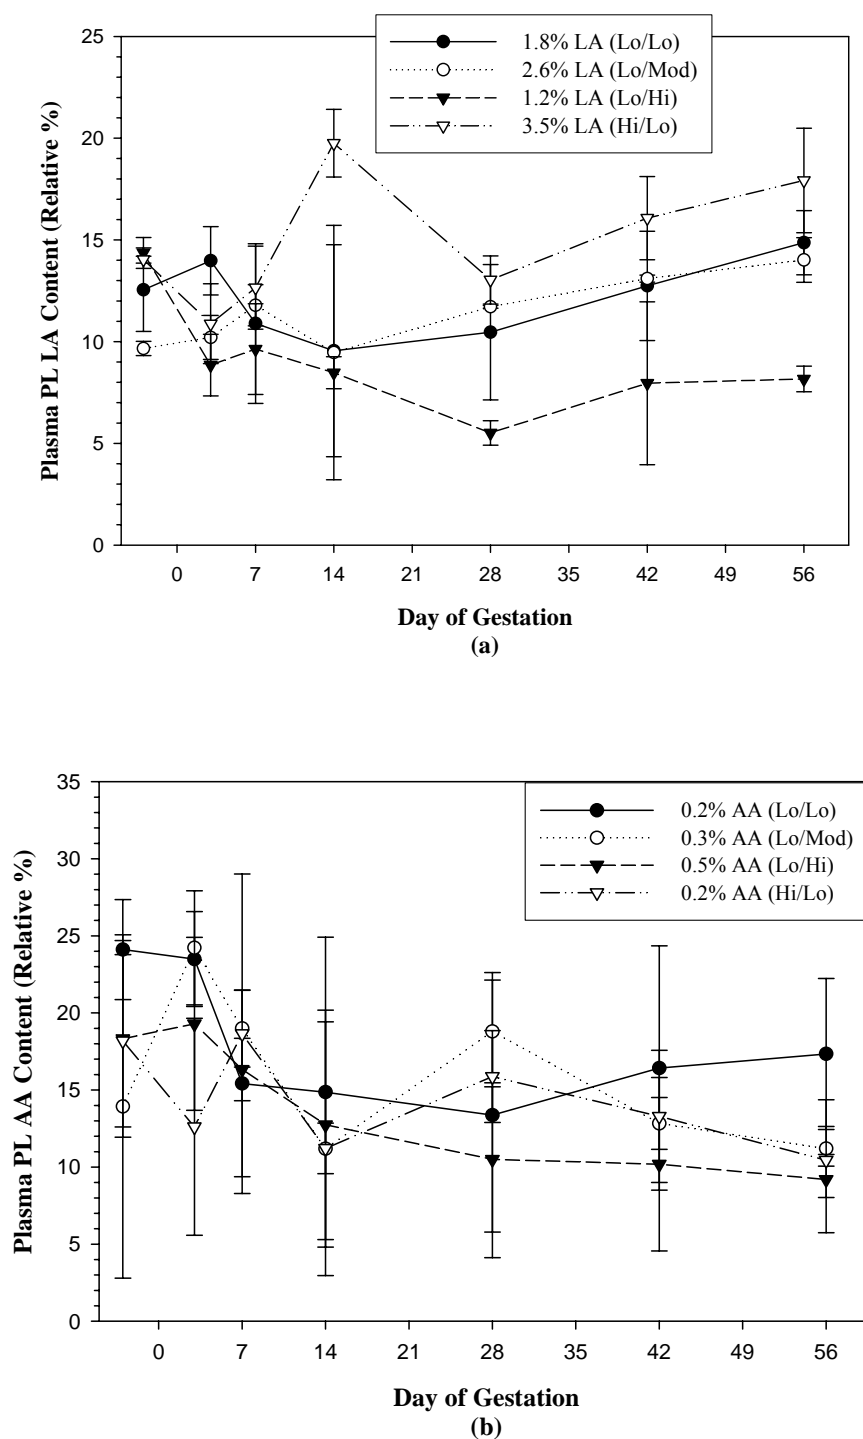 25
20
15
10
5
0
Plasma PL LA Content (Relative %)
1.8% LA (Lo/Lo)
2.6% LA (Lo/Mod)
1.2% LA (Lo/Hi)
3.5% LA (Hi/Lo)
0 7 14 21 28 35 42 49 56
Day of Gestation
(a)
35
30
25
20
15
10
5
0
Plasma PL AA Content (Relative %)
0.2% AA (Lo/Lo)
0.3% AA (Lo/Mod)
0.5% AA (Lo/Hi)
0.2% AA (Hi/Lo)
0 7 14 21 28 35 42 49 56
Day of Gestation
(b)